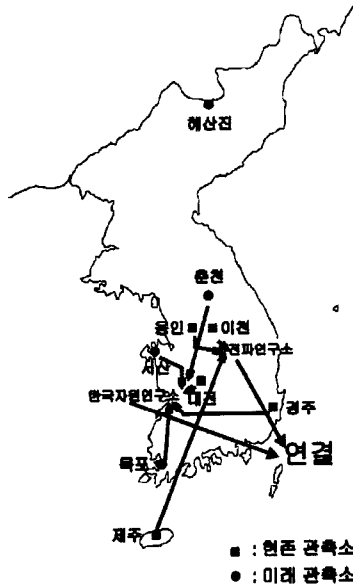 혜산진
춘천
용인
이천
전파연구소
서산
한국자원연구소
대전
경주
연결
목포
제주
■ : 현존 관측소
● : 미래 관측소